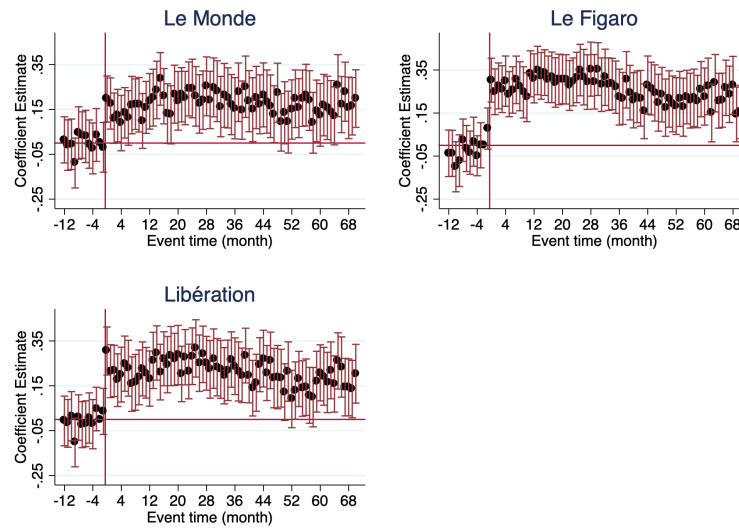 Le Monde
Coefficient Estimate
.35
.15
-.05
-.25
-12 -4 4 12 20 28 36 44 52 60 68
Event time (month)
Le Figaro
Coefficient Estimate
.35
.15
-.05
-.25
-12 -4 4 12 20 28 36 44 52 60 68
Event time (month)
Libération
Coefficient Estimate
.35
.15
-.05
-.25
-12 -4 4 12 20 28 36 44 52 60 68
Event time (month)